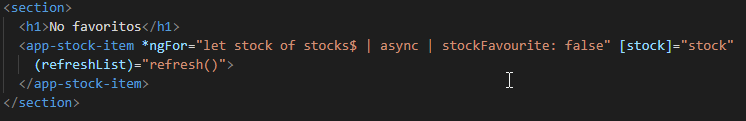 <section>
<h1>No favoritos</h1>
<app-stock-item *ngFor="let stock of stocks$ | async | stockFavourite: false" [stock]="stock"
(refreshList)="refresh()">
</app-stock-item>
</section>